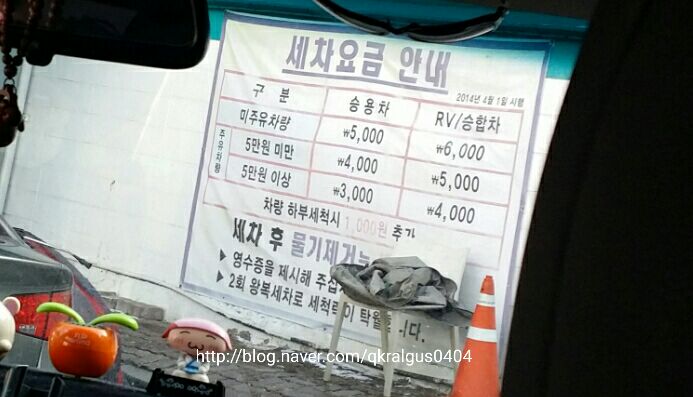 세차요금 안내
2014년 4월 1일 시행
구 분 승용차 RV/승합차
미주유차량 ₩5,000 ₩6,000
주유차량
5만원 미만 ₩4,000 ₩5,000
5만원 이상 ₩3,000 ₩4,000
차량 하부세척시 1,000원 추가
세차 후 물기제거는
▶ 영수증을 제시해 주십
▶ 2회 왕복세차로 세척력이 탁월 니다.
http://blog.naver.com/qkralgus0404